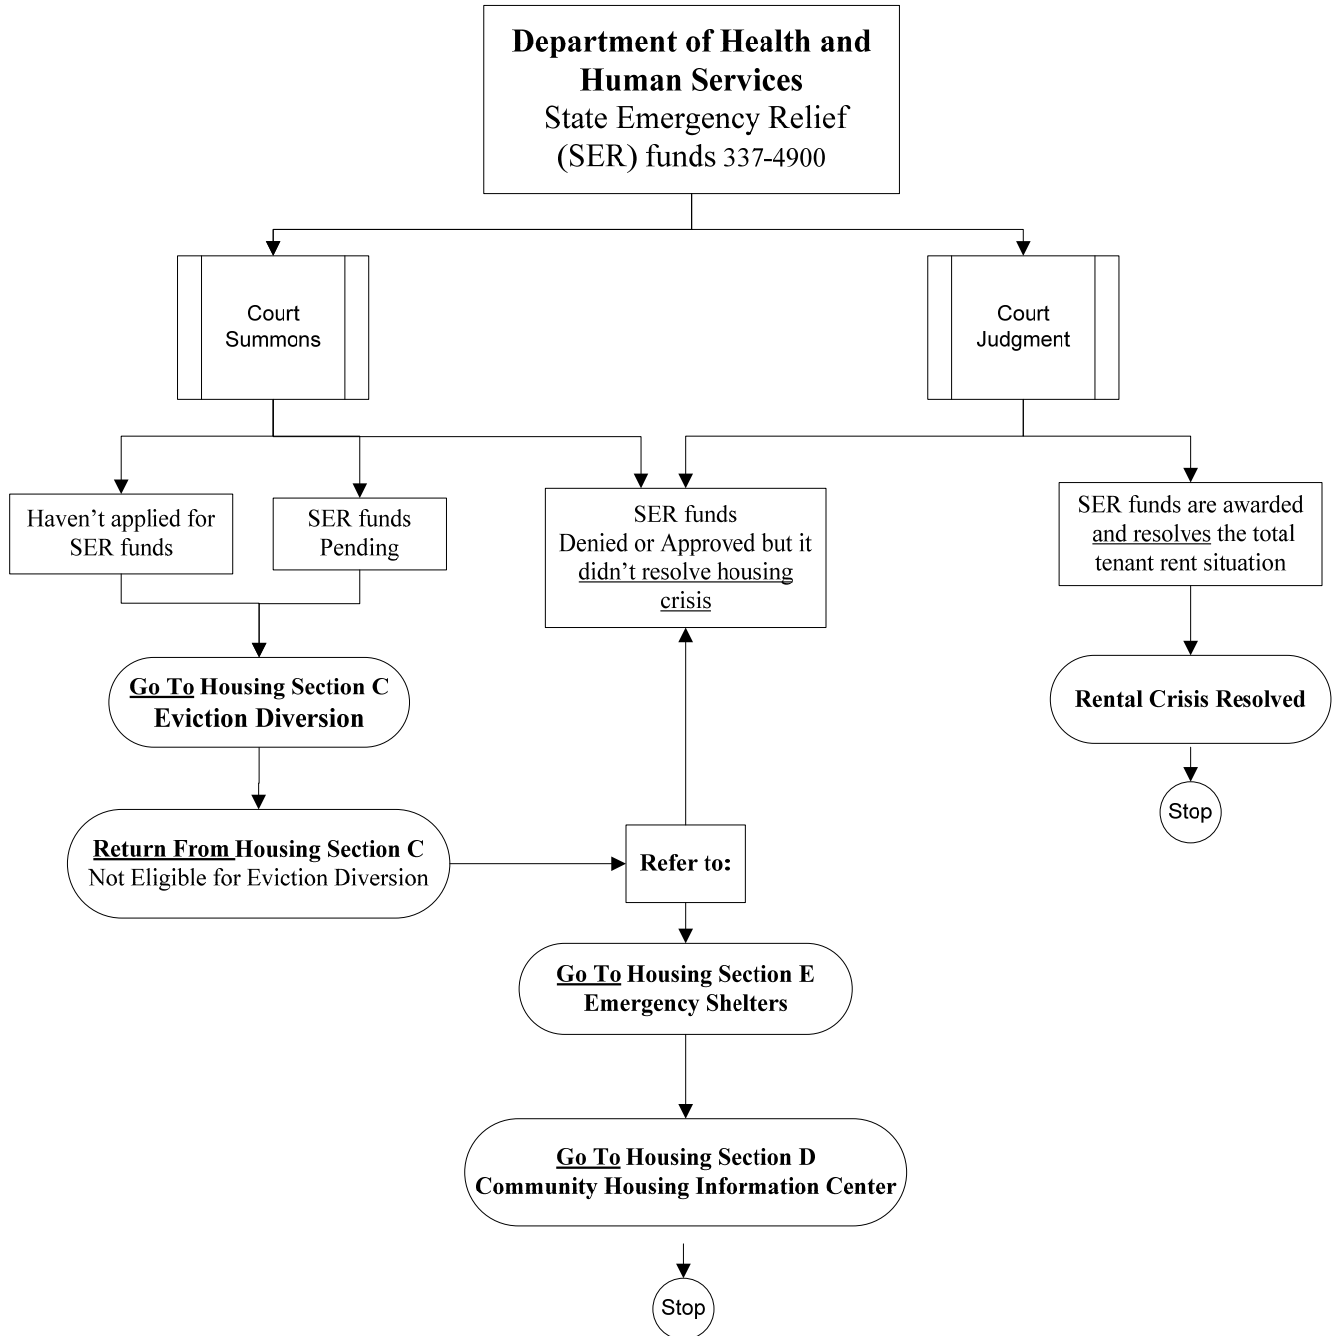 Department of Health and
Human Services
State Emergency Relief
(SER) funds 337-4900
Court
Summons
Court
Judgment
Haven't applied for
SER funds
SER funds
Pending
SER funds
Denied or Approved but it
didn't resolve housing
crisis
SER funds are awarded
and resolves the total
tenant rent situation
Go To Housing Section C
Eviction Diversion
Rental Crisis Resolved
Stop
Return From Housing Section C
Not Eligible for Eviction Diversion
Refer to:
Go To Housing Section E
Emergency Shelters
Go To Housing Section D
Community Housing Information Center
Stop